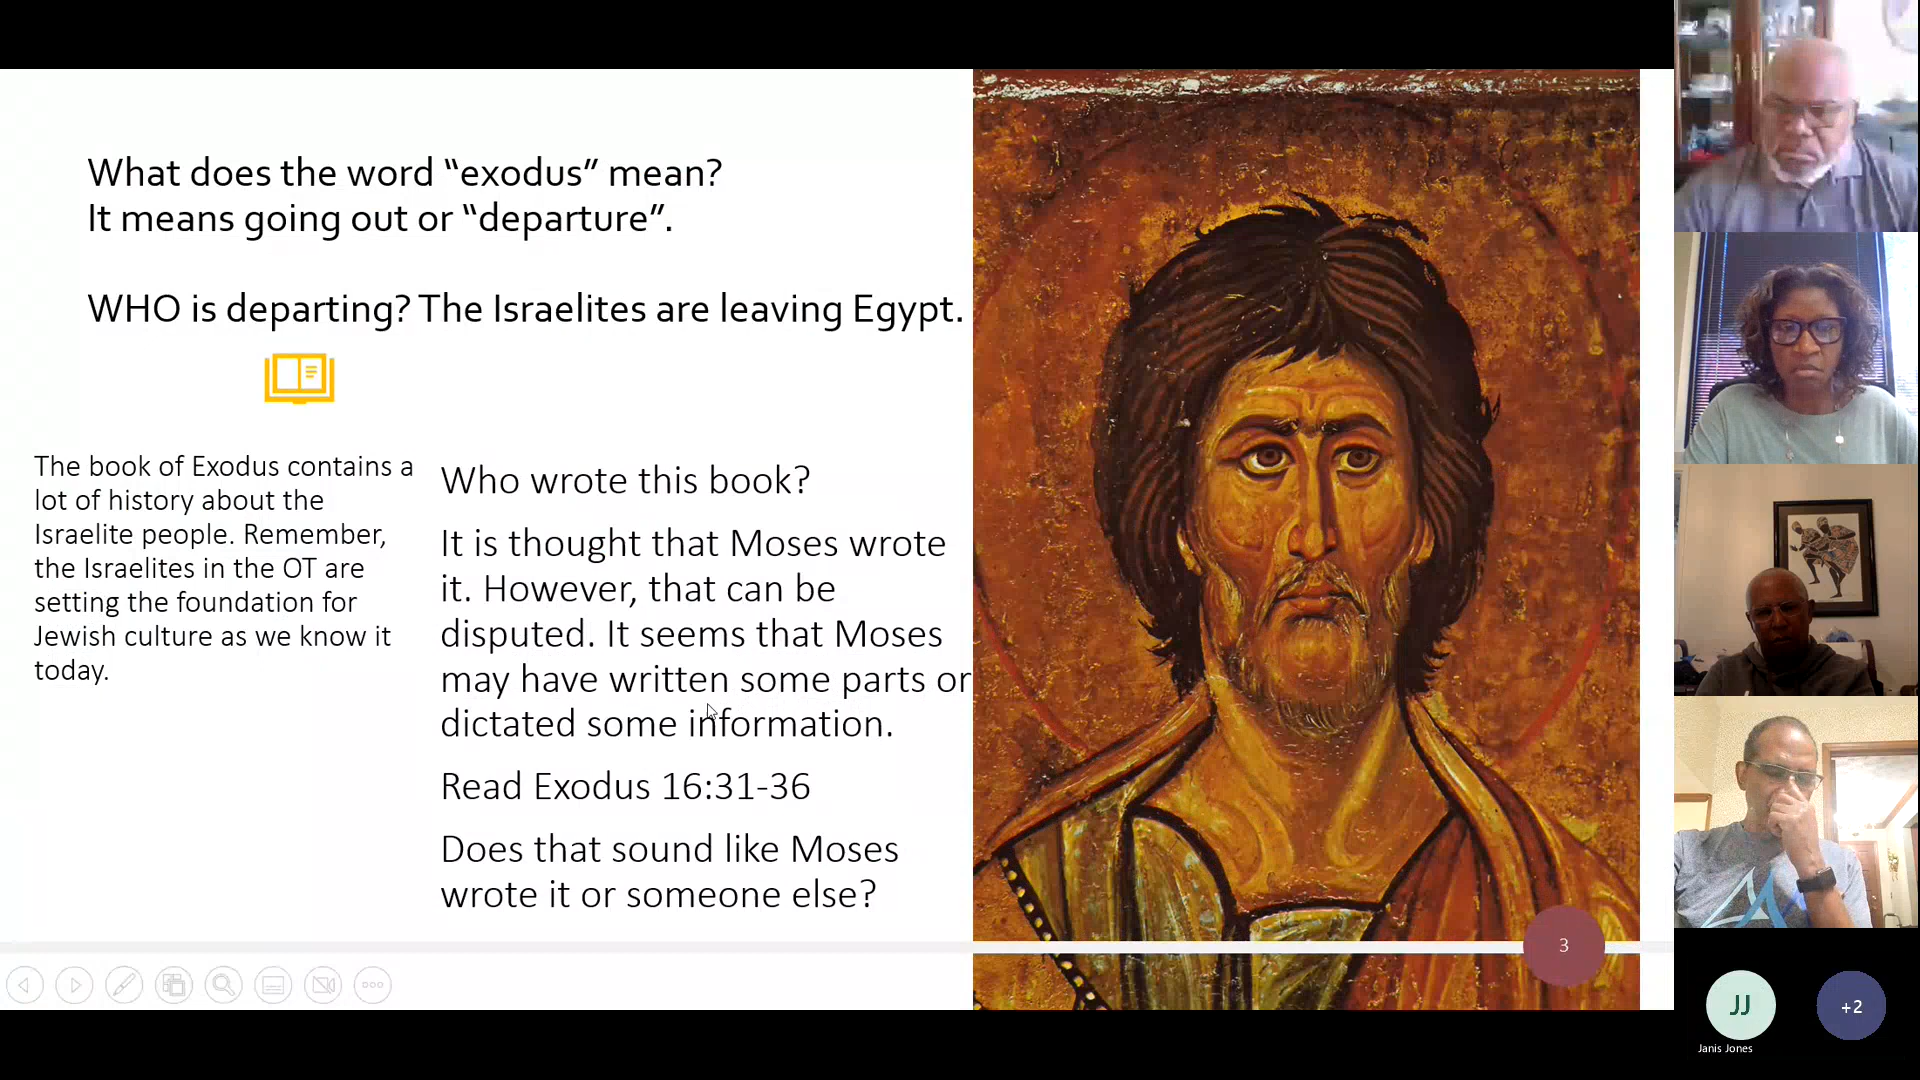 What does the word “exodus” mean?
It means going out or “departure”.
WHO is departing? The Israelites are leaving Egypt.
The book of Exodus contains a
lot of history about the
Israelite people. Remember,
the Israelites in the OT are
setting the foundation for
Jewish culture as we know it
today.
Who wrote this book?
It is thought that Moses wrote
it. However, that can be
disputed. It seems that Moses
may have written some parts or
dictated some information.
Read Exodus 16:31-36
Does that sound like Moses
wrote it or someone else?
3
JJ
+2
Janis Jones